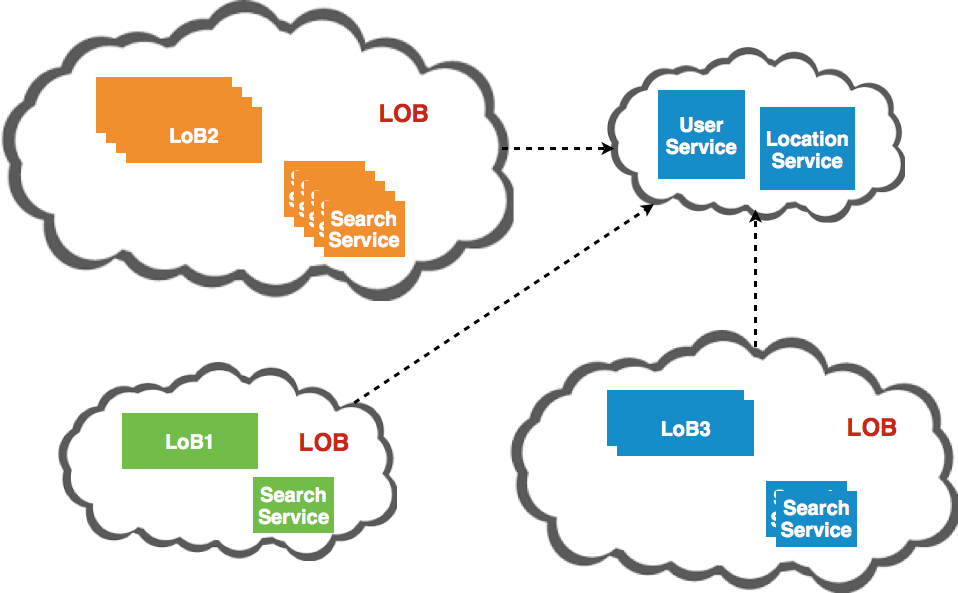 LOB
LoB2
Search
Service
User
Service
Location
Service
LoB1
LOB
Search
Service
LOB
LoB3
Search
Service